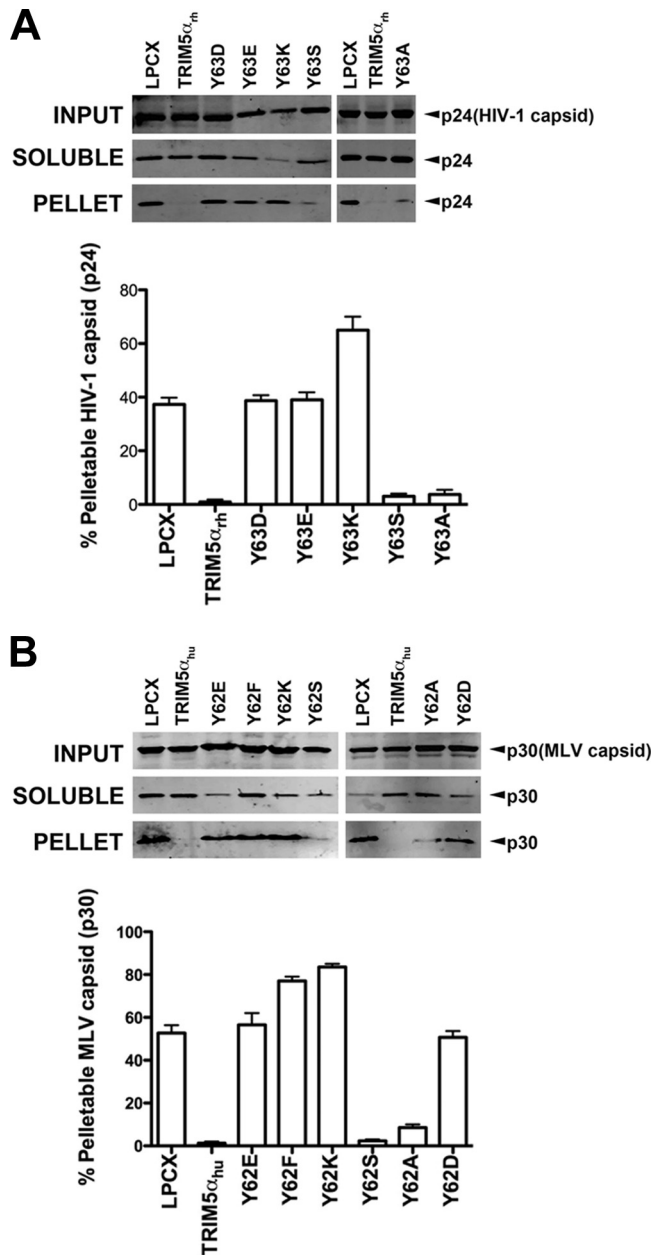 A
LPCX TRIM5αrh Y63D Y63E Y63K Y63S LPCX TRIM5αrh Y63A
INPUT p24(HIV-1 capsid)
SOLUBLE p24
PELLET p24
% Pelletable HIV-1 capsid (p24)
80
60
40
20
0
LPCX TRIM5αrh Y63D Y63E Y63K Y63S Y63A
B
LPCX TRIM5αhu Y62E Y62F Y62K Y62S LPCX TRIM5αhu Y62A Y62D
INPUT p30(MLV capsid)
SOLUBLE p30
PELLET p30
% Pelletable MLV capsid (p30)
100
80
60
40
20
0
LPCX TRIM5αhu Y62E Y62F Y62K Y62S Y62A Y62D